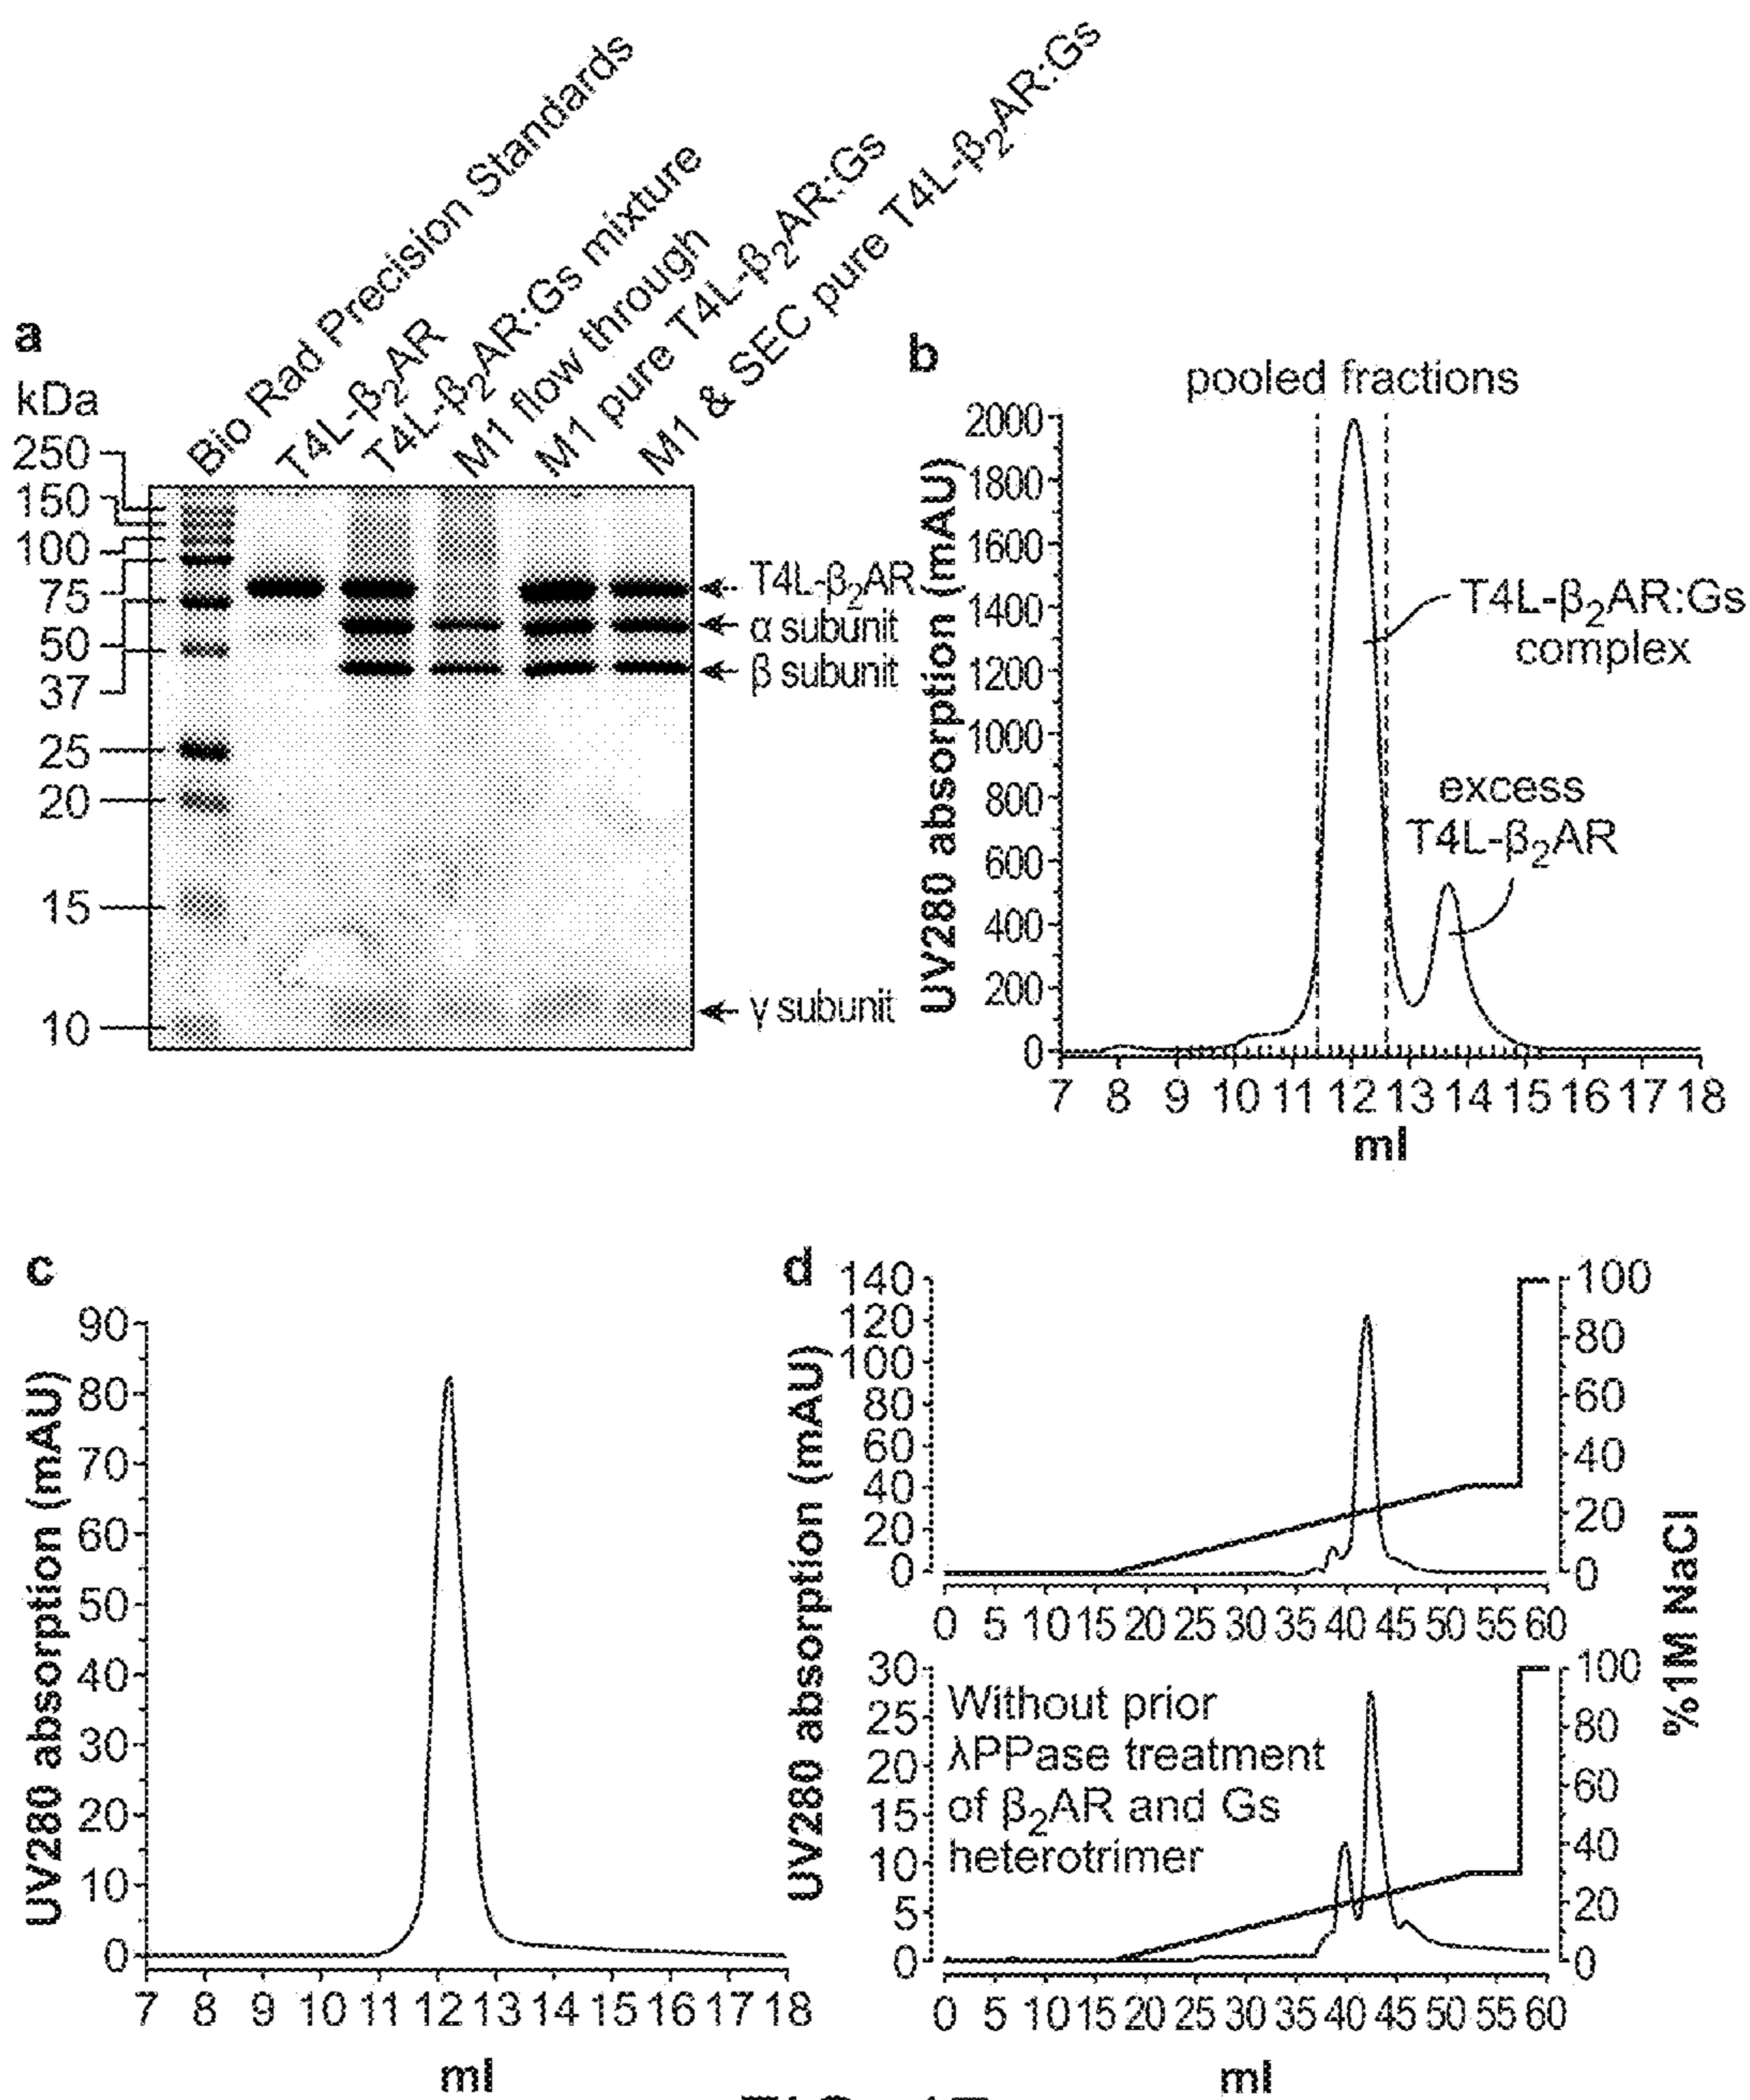 a
kDa
250
150
100
75
50
37
25
20
15
10
Bio Rad Precision Standards
T4L-β₂AR
T4L-β₂AR:Gs mixture
M1 flow through
M1 pure T4L-β₂AR:Gs
M1 & SEC pure T4L-β₂AR:Gs
T4L-β₂AR
α subunit
β subunit
γ subunit
b
pooled fractions
UV280 absorption (mAU)
2000
1800
1600
1400
1200
1000
800
600
400
200
0
T4L-β₂AR:Gs
complex
excess
T4L-β₂AR
7 8 9 10 11 12 13 14 15 16 17 18
ml
c
UV280 absorption (mAU)
90
80
70
60
50
40
30
20
10
0
7 8 9 10 11 12 13 14 15 16 17 18
ml
d
UV280 absorption (mAU)
140
120
100
80
60
40
20
0
100
80
60
40
20
0
0 5 10 15 20 25 30 35 40 45 50 55 60
%1M NaCl
30
25
20
15
10
5
0
Without prior
λPPase treatment
of β₂AR and Gs
heterotrimer
100
80
60
40
20
0
0 5 10 15 20 25 30 35 40 45 50 55 60
ml